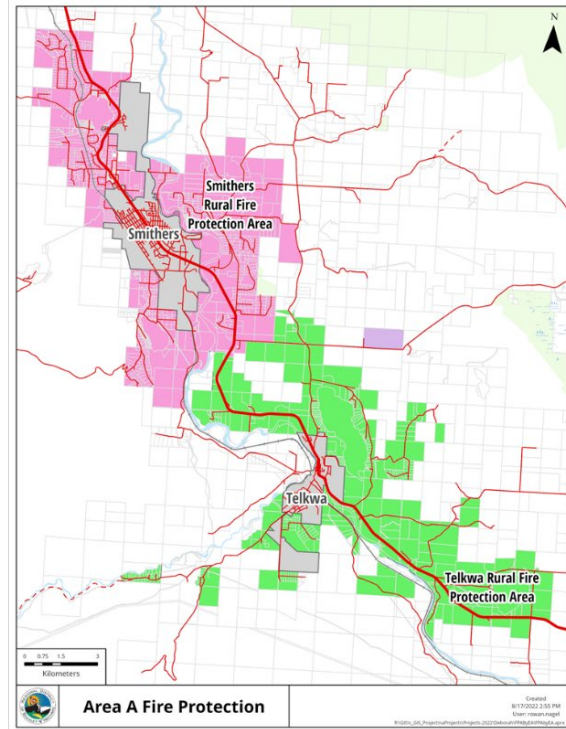 N
Smithers
Rural Fire
Protection Area
Smithers
Telkwa
Telkwa Rural Fire
Protection Area
0 0.75 1.5 3
Kilometers
Area A Fire Protection
Created
8/17/2022 2:55 PM
User: rowan.nagel